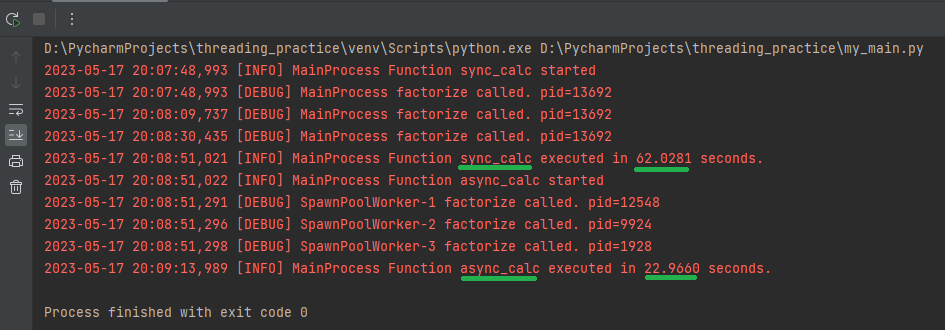 D:\PycharmProjects\threading_practice\venv\Scripts\python.exe D:\PycharmProjects\threading_practice\my_main.py
2023-05-17 20:07:48,993 [INFO] MainProcess Function sync_calc started
2023-05-17 20:07:48,993 [DEBUG] MainProcess factorize called. pid=13692
2023-05-17 20:08:09,737 [DEBUG] MainProcess factorize called. pid=13692
2023-05-17 20:08:30,435 [DEBUG] MainProcess factorize called. pid=13692
2023-05-17 20:08:51,021 [INFO] MainProcess Function sync_calc executed in 62.0281 seconds.
2023-05-17 20:08:51,022 [INFO] MainProcess Function async_calc started
2023-05-17 20:08:51,291 [DEBUG] SpawnPoolWorker-1 factorize called. pid=12548
2023-05-17 20:08:51,296 [DEBUG] SpawnPoolWorker-2 factorize called. pid=9924
2023-05-17 20:08:51,298 [DEBUG] SpawnPoolWorker-3 factorize called. pid=1928
2023-05-17 20:09:13,989 [INFO] MainProcess Function async_calc executed in 22.9660 seconds.
Process finished with exit code 0